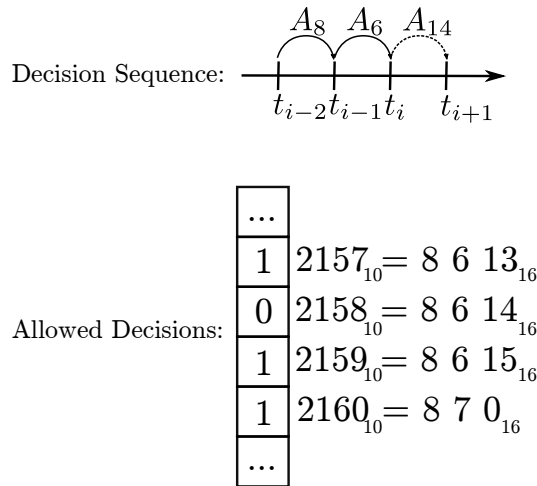 A₈ A₆ A₁₄
Decision Sequence:
tᵢ₋₂ tᵢ₋₁ tᵢ tᵢ₊₁
...
1 2157₁₀= 8 6 13₁₆
0 2158₁₀= 8 6 14₁₆
Allowed Decisions:
1 2159₁₀= 8 6 15₁₆
1 2160₁₀= 8 7 0₁₆
...